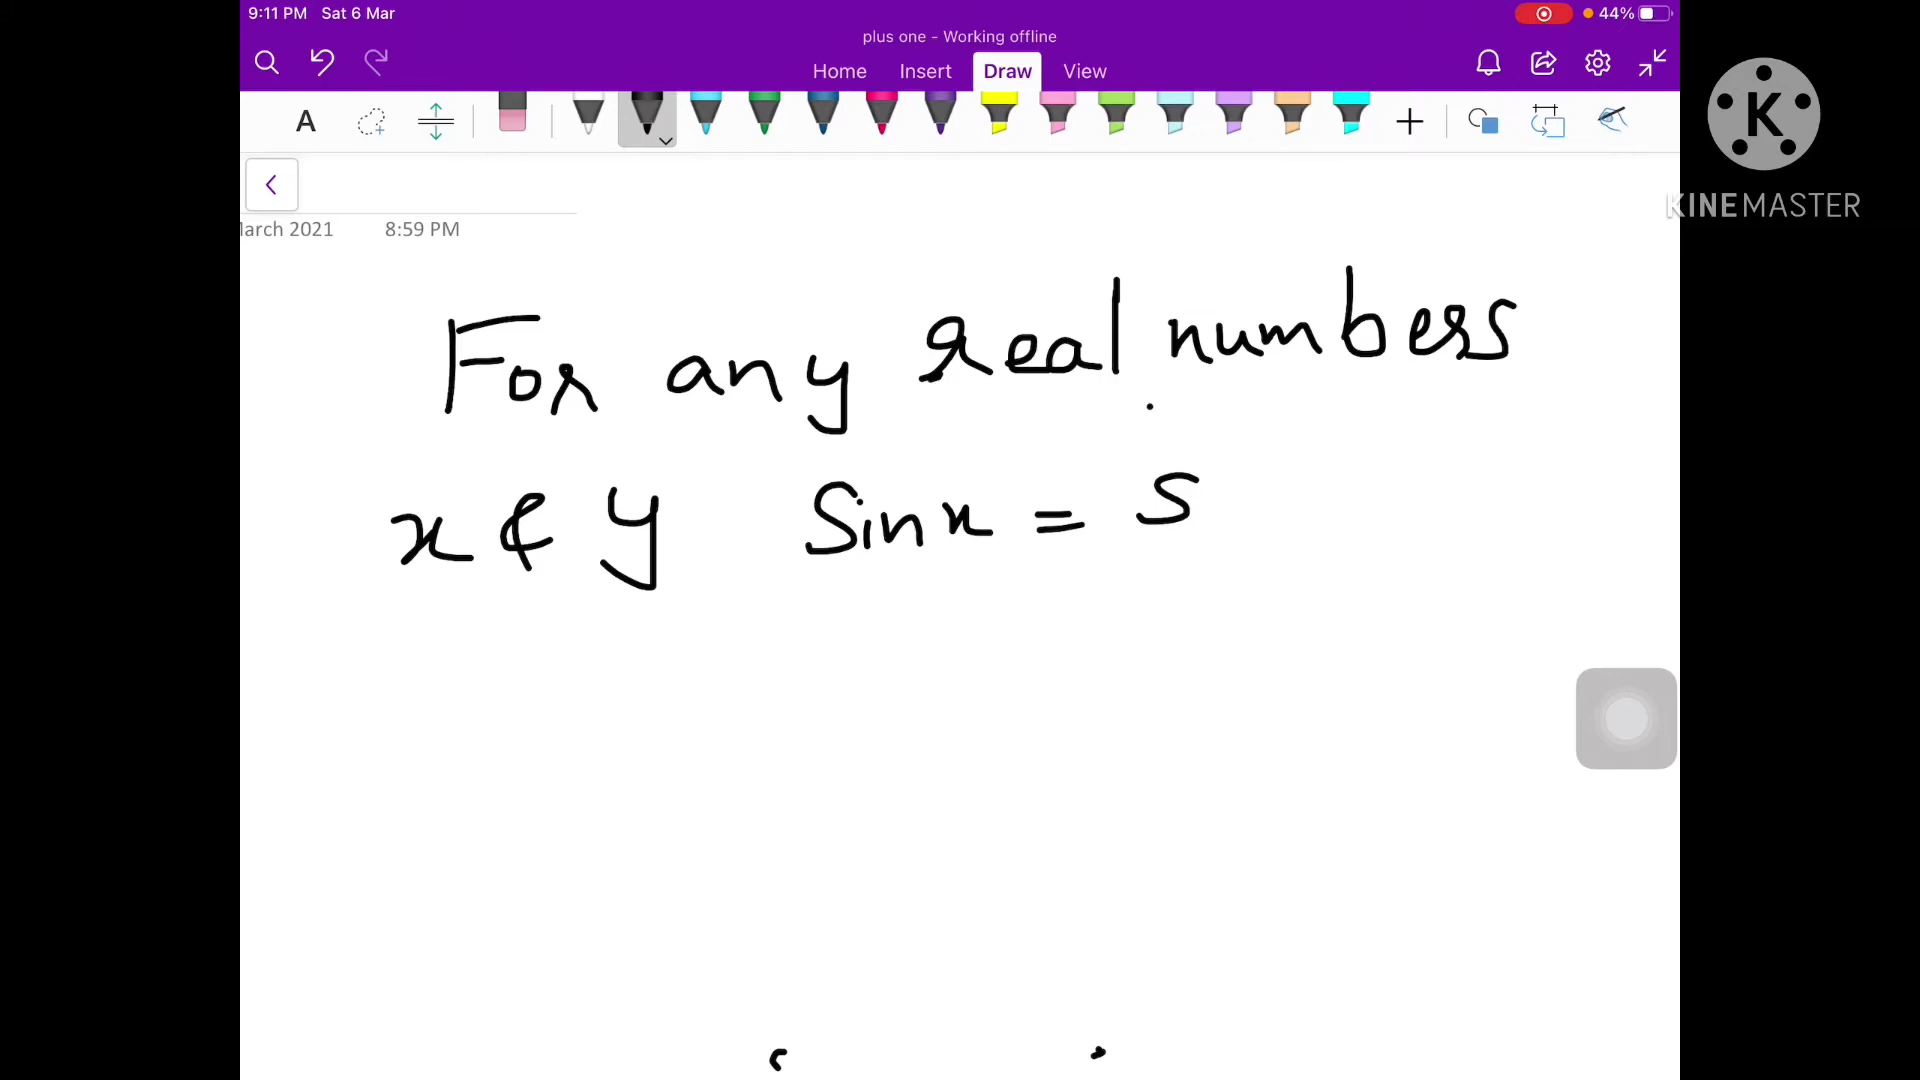 9:11 PM Sat 6 Mar
44%
plus one - Working offline
Home Insert Draw View
A
K
KINEMASTER
arch 2021 8:59 PM
For any real numbers
x & y Sin x = S